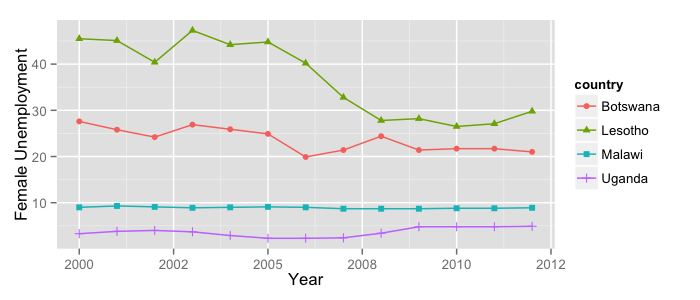 Female Unemployment
40
30
20
10
2000 2002 2005 2008 2010 2012
Year
country
Botswana
Lesotho
Malawi
Uganda